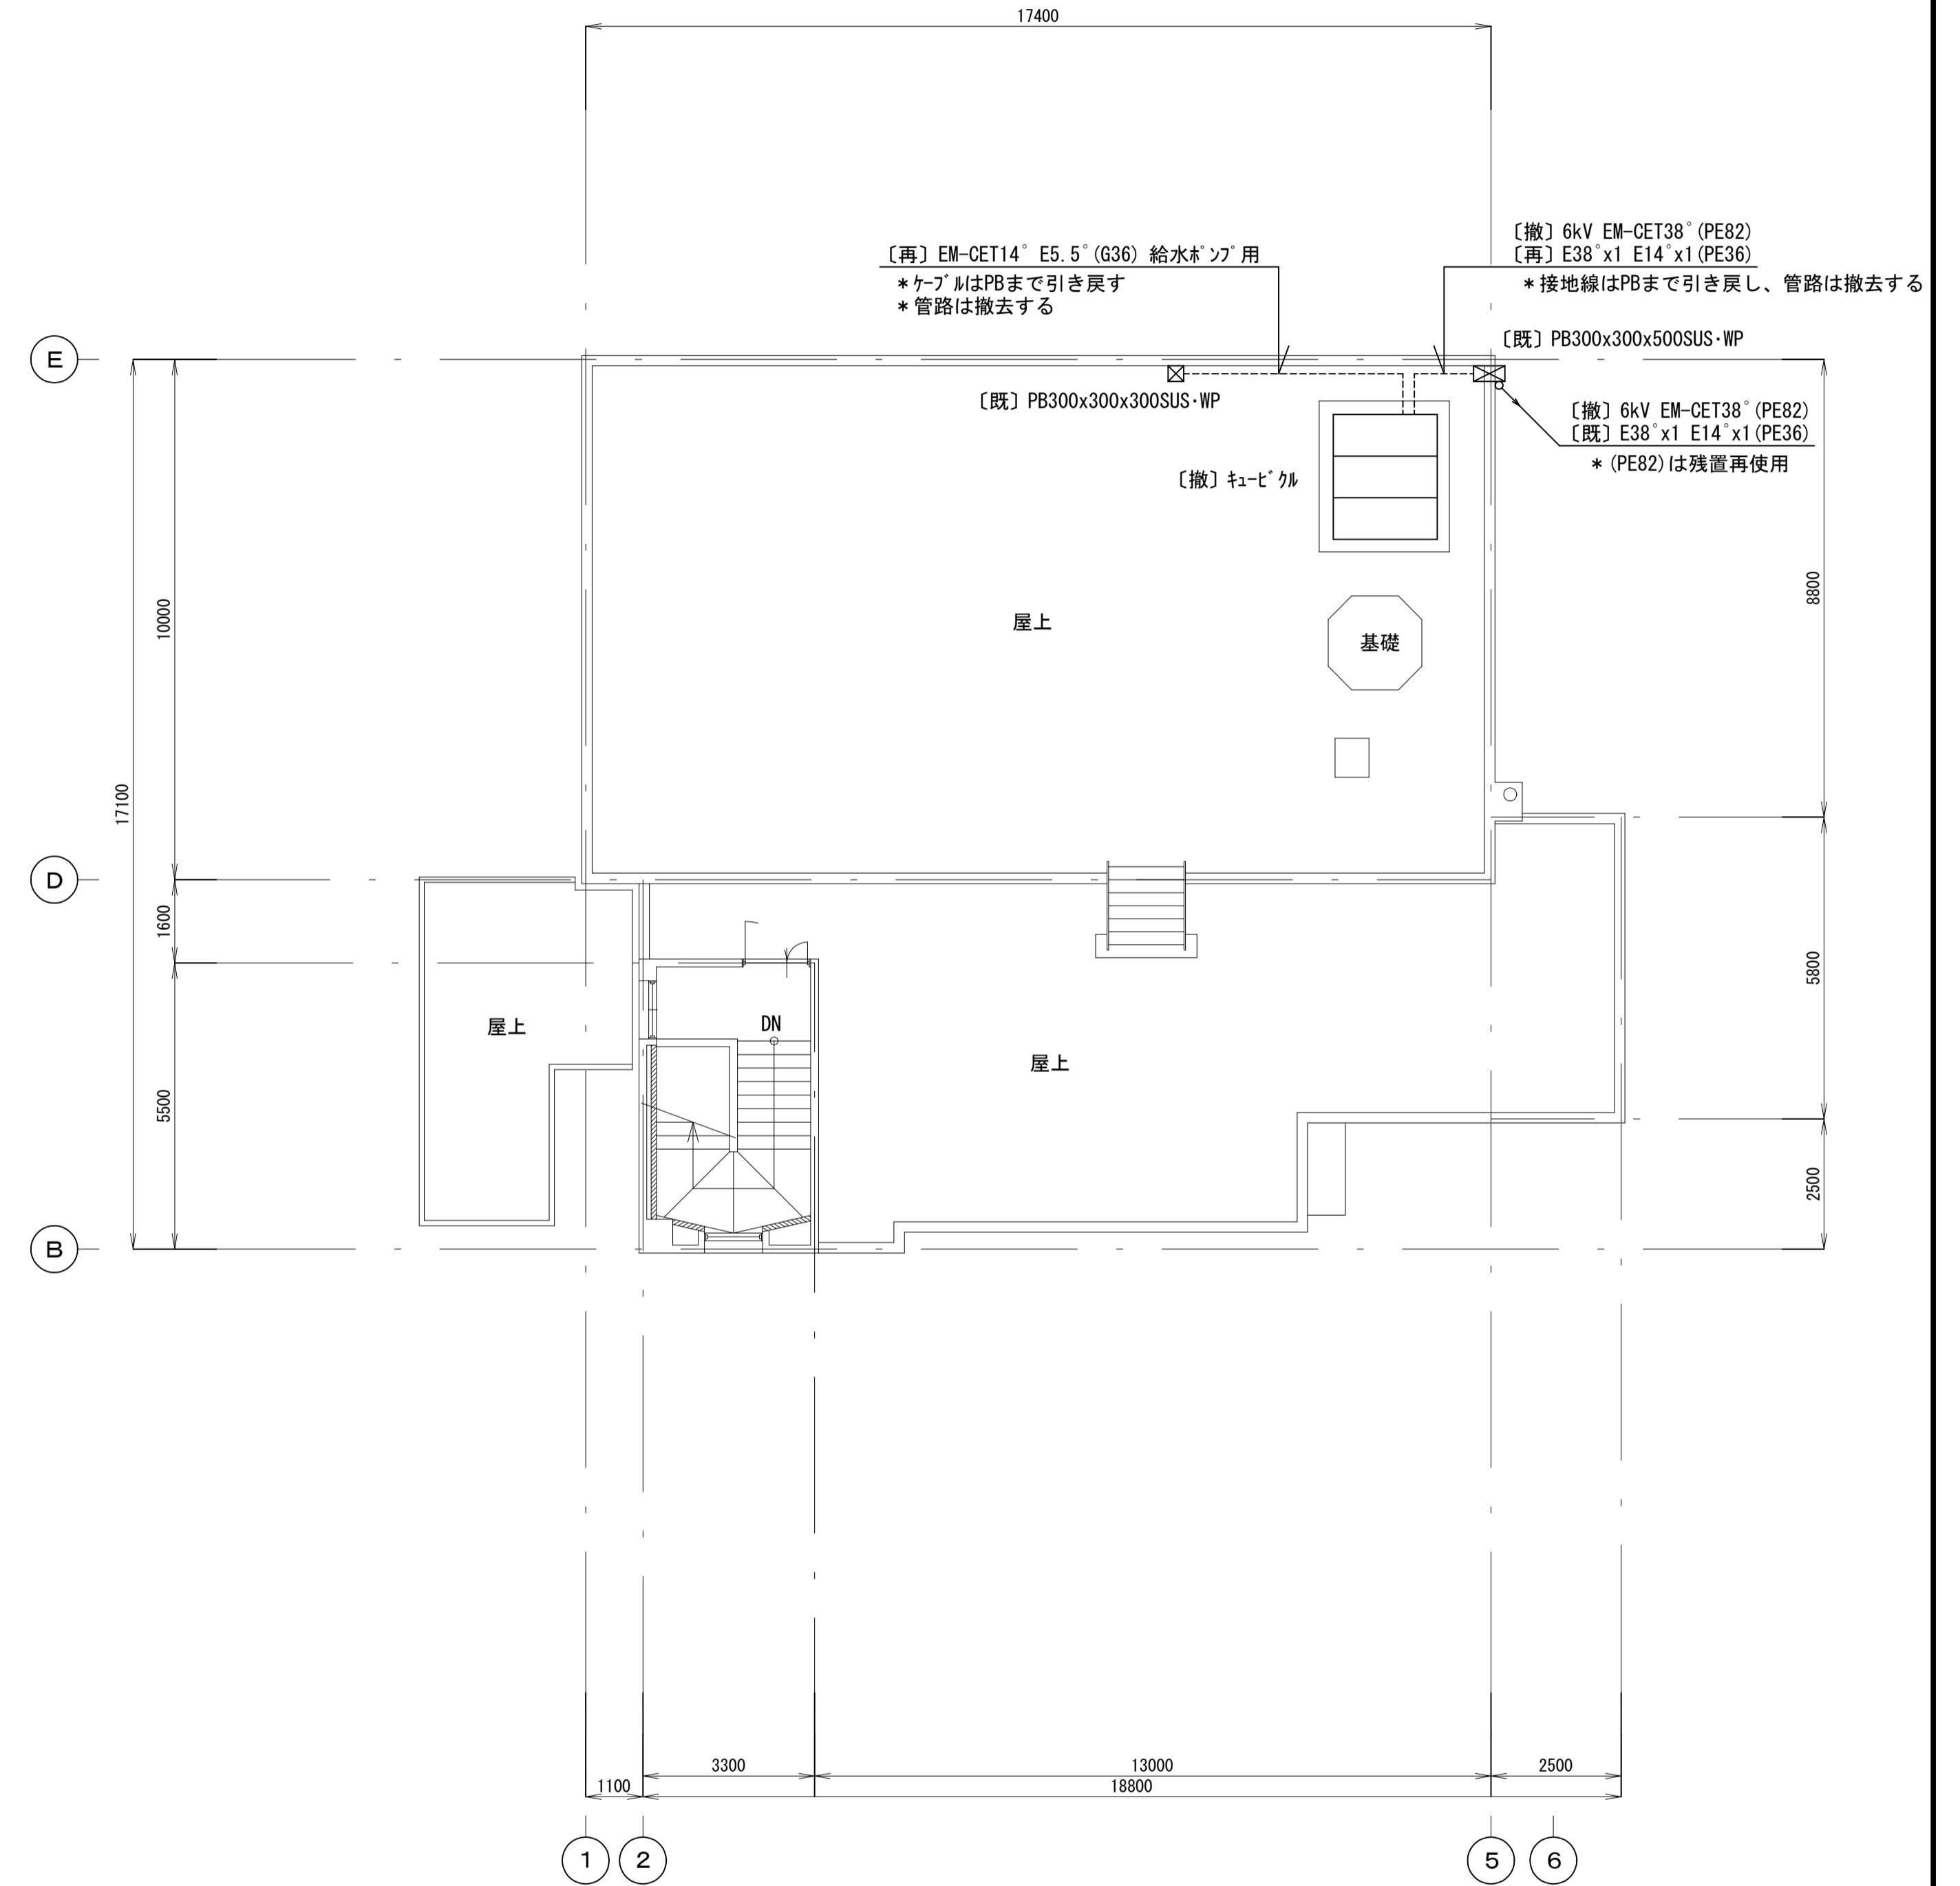 17400
〔撤〕6kV EM-CET38°(PE82)
〔再〕EM-CET14° E5.5°(G36) 給水ﾎﾟﾝﾌﾟ用
〔再〕E38°x1 E14°x1(PE36)
＊ｹｰﾌﾞﾙはPBまで引き戻す
＊接地線はPBまで引き戻し、管路は撤去する
＊管路は撤去する
〔既〕PB300x300x500SUS・WP
E
〔既〕PB300x300x300SUS・WP
〔撤〕6kV EM-CET38°(PE82)
〔既〕E38°x1 E14°x1(PE36)
＊(PE82)は残置再使用
〔撤〕ｷｭｰﾋﾞｸﾙ
8800
10000
屋上
基礎
17100
D
1600
5800
屋上
DN
屋上
5500
2500
B
3300
13000
2500
1100
18800
1
2
5
6